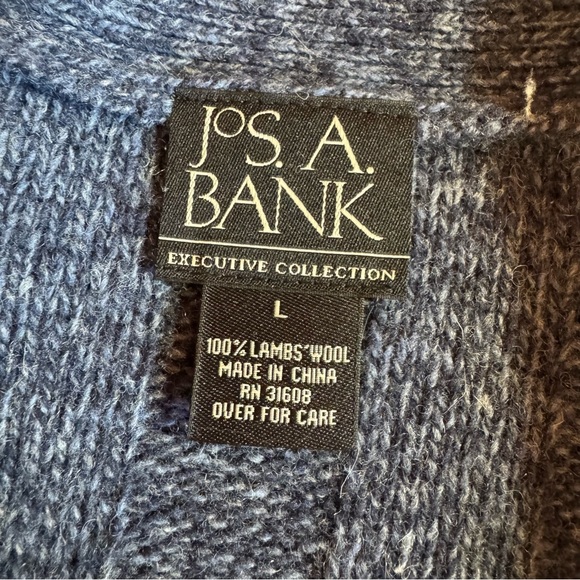 JOS. A.
BANK
EXECUTIVE COLLECTION
L
100% LAMBS' WOOL
MADE IN CHINA
RN 31608
OVER FOR CARE